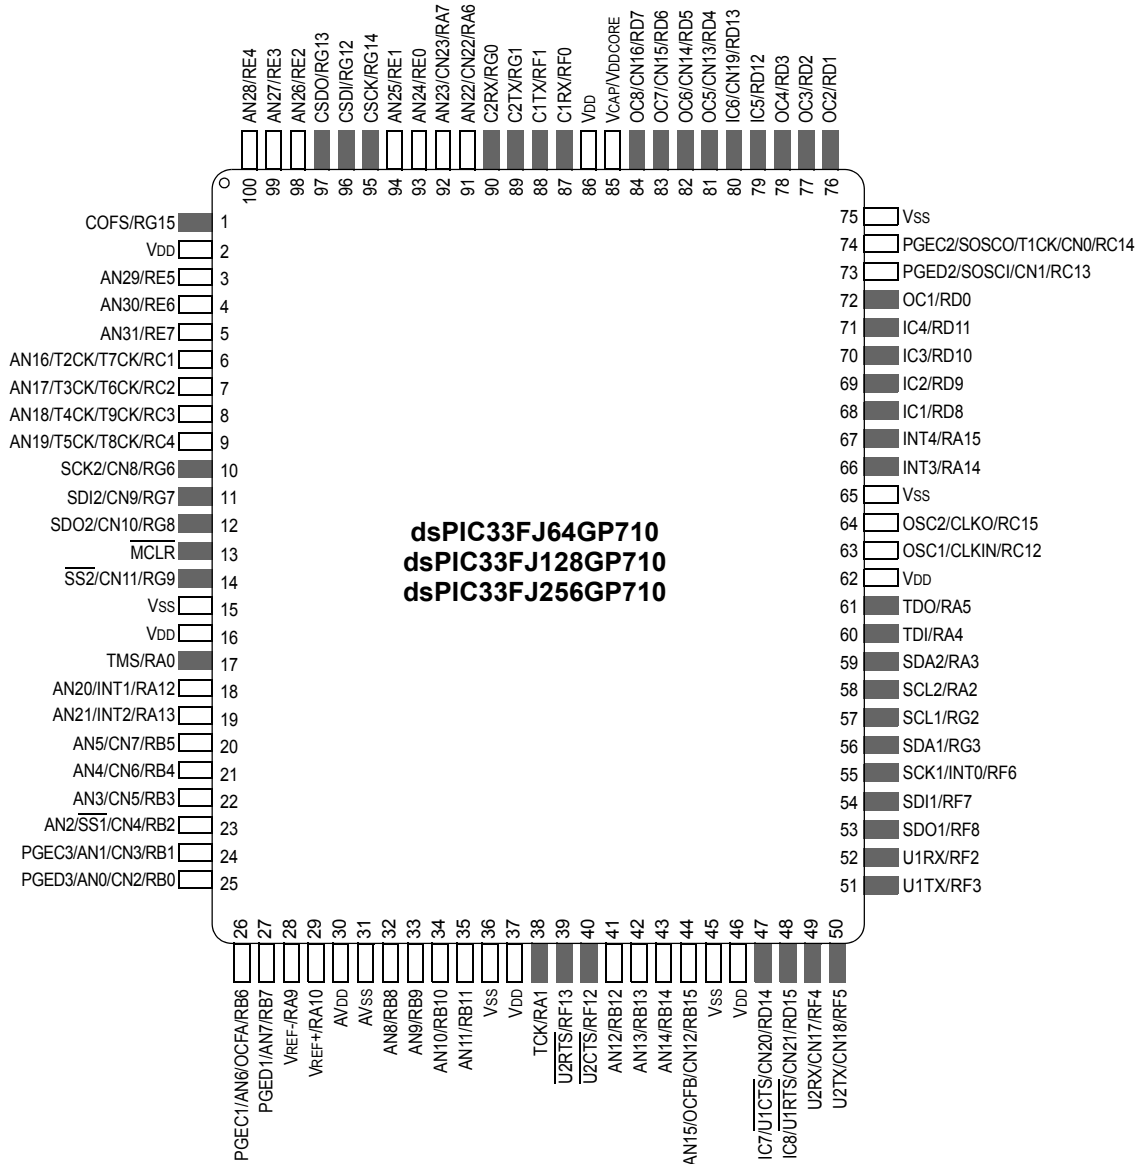 AN28/RE4
AN27/RE3
AN26/RE2
CSDO/RG13
CSDI/RG12
CSCK/RG14
AN25/RE1
AN24/RE0
AN23/CN23/RA7
AN22/CN22/RA6
C2RX/RG0
C2TX/RG1
C1TX/RF1
C1RX/RF0
VDD
VCAP/VDDCORE
OC8/CN16/RD7
OC7/CN15/RD6
OC6/CN14/RD5
OC5/CN13/RD4
IC6/CN19/RD13
IC5/RD12
OC4/RD3
OC3/RD2
OC2/RD1
100
99
98
97
96
95
94
93
92
91
90
89
88
87
86
85
84
83
82
81
80
79
78
77
76
COFS/RG15 1
VDD 2
AN29/RE5 3
AN30/RE6 4
AN31/RE7 5
AN16/T2CK/T7CK/RC1 6
AN17/T3CK/T6CK/RC2 7
AN18/T4CK/T9CK/RC3 8
AN19/T5CK/T8CK/RC4 9
SCK2/CN8/RG6 10
SDI2/CN9/RG7 11
SDO2/CN10/RG8 12
MCLR 13
SS2/CN11/RG9 14
VSS 15
VDD 16
TMS/RA0 17
AN20/INT1/RA12 18
AN21/INT2/RA13 19
AN5/CN7/RB5 20
AN4/CN6/RB4 21
AN3/CN5/RB3 22
AN2/SS1/CN4/RB2 23
PGEC3/AN1/CN3/RB1 24
PGED3/AN0/CN2/RB0 25
dsPIC33FJ64GP710
dsPIC33FJ128GP710
dsPIC33FJ256GP710
75 VSS
74 PGEC2/SOSCO/T1CK/CN0/RC14
73 PGED2/SOSCI/CN1/RC13
72 OC1/RD0
71 IC4/RD11
70 IC3/RD10
69 IC2/RD9
68 IC1/RD8
67 INT4/RA15
66 INT3/RA14
65 VSS
64 OSC2/CLKO/RC15
63 OSC1/CLKIN/RC12
62 VDD
61 TDO/RA5
60 TDI/RA4
59 SDA2/RA3
58 SCL2/RA2
57 SCL1/RG2
56 SDA1/RG3
55 SCK1/INT0/RF6
54 SDI1/RF7
53 SDO1/RF8
52 U1RX/RF2
51 U1TX/RF3
26
27
28
29
30
31
32
33
34
35
36
37
38
39
40
41
42
43
44
45
46
47
48
49
50
PGEC1/AN6/OCFA/RB6
PGED1/AN7/RB7
VREF-/RA9
VREF+/RA10
AVDD
AVSS
AN8/RB8
AN9/RB9
AN10/RB10
AN11/RB11
VSS
VDD
TCK/RA1
U2RTS/RF13
U2CTS/RF12
AN12/RB12
AN13/RB13
AN14/RB14
AN15/OCFB/CN12/RB15
VSS
VDD
IC7/U1CTS/CN20/RD14
IC8/U1RTS/CN21/RD15
U2RX/CN17/RF4
U2TX/CN18/RF5